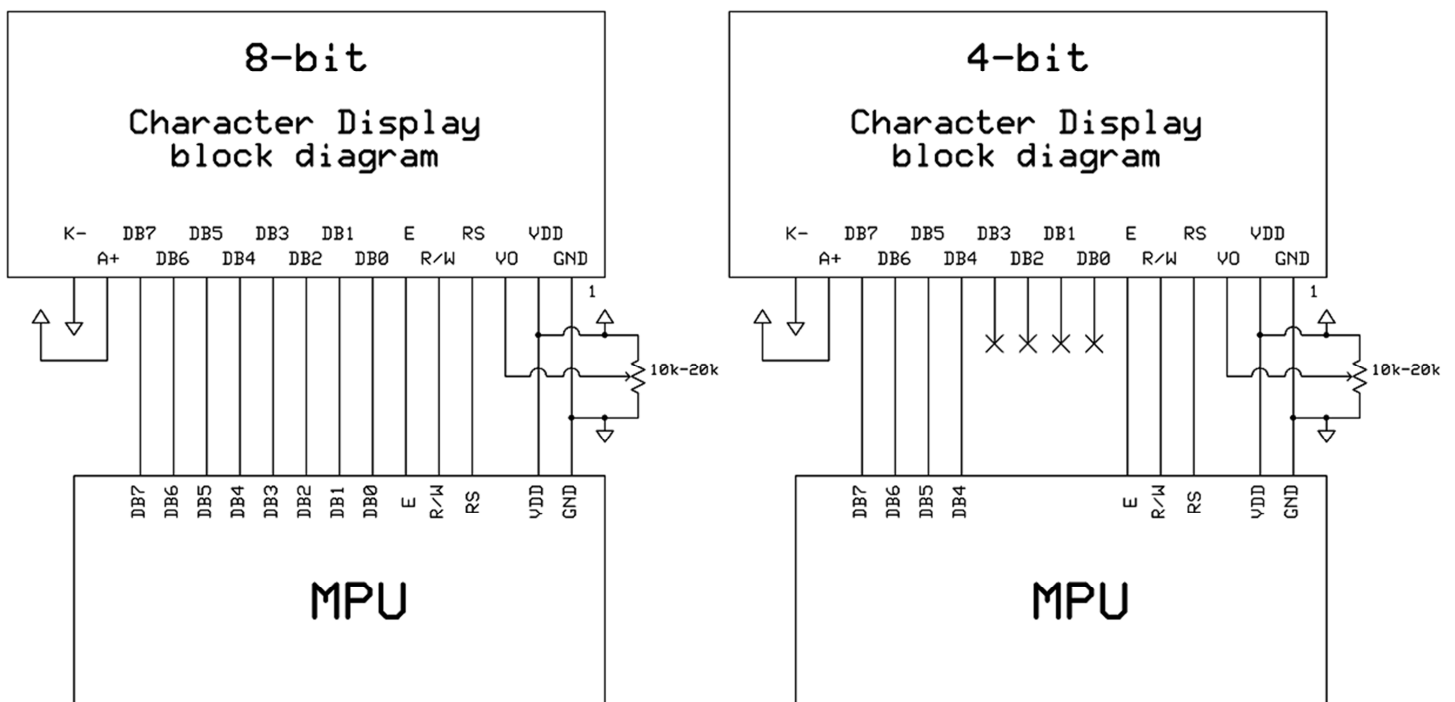 8-bit
Character Display
block diagram
K- DB7 DB5 DB3 DB1 E RS VDD
A+ DB6 DB4 DB2 DB0 R/W VO GND
1
10k-20k
DB7 DB6 DB5 DB4 DB3 DB2 DB1 DB0 E R/W RS VDD GND
MPU
4-bit
Character Display
block diagram
K- DB7 DB5 DB3 DB1 E RS VDD
A+ DB6 DB4 DB2 DB0 R/W VO GND
1
10k-20k
DB7 DB6 DB5 DB4 E R/W RS VDD GND
MPU